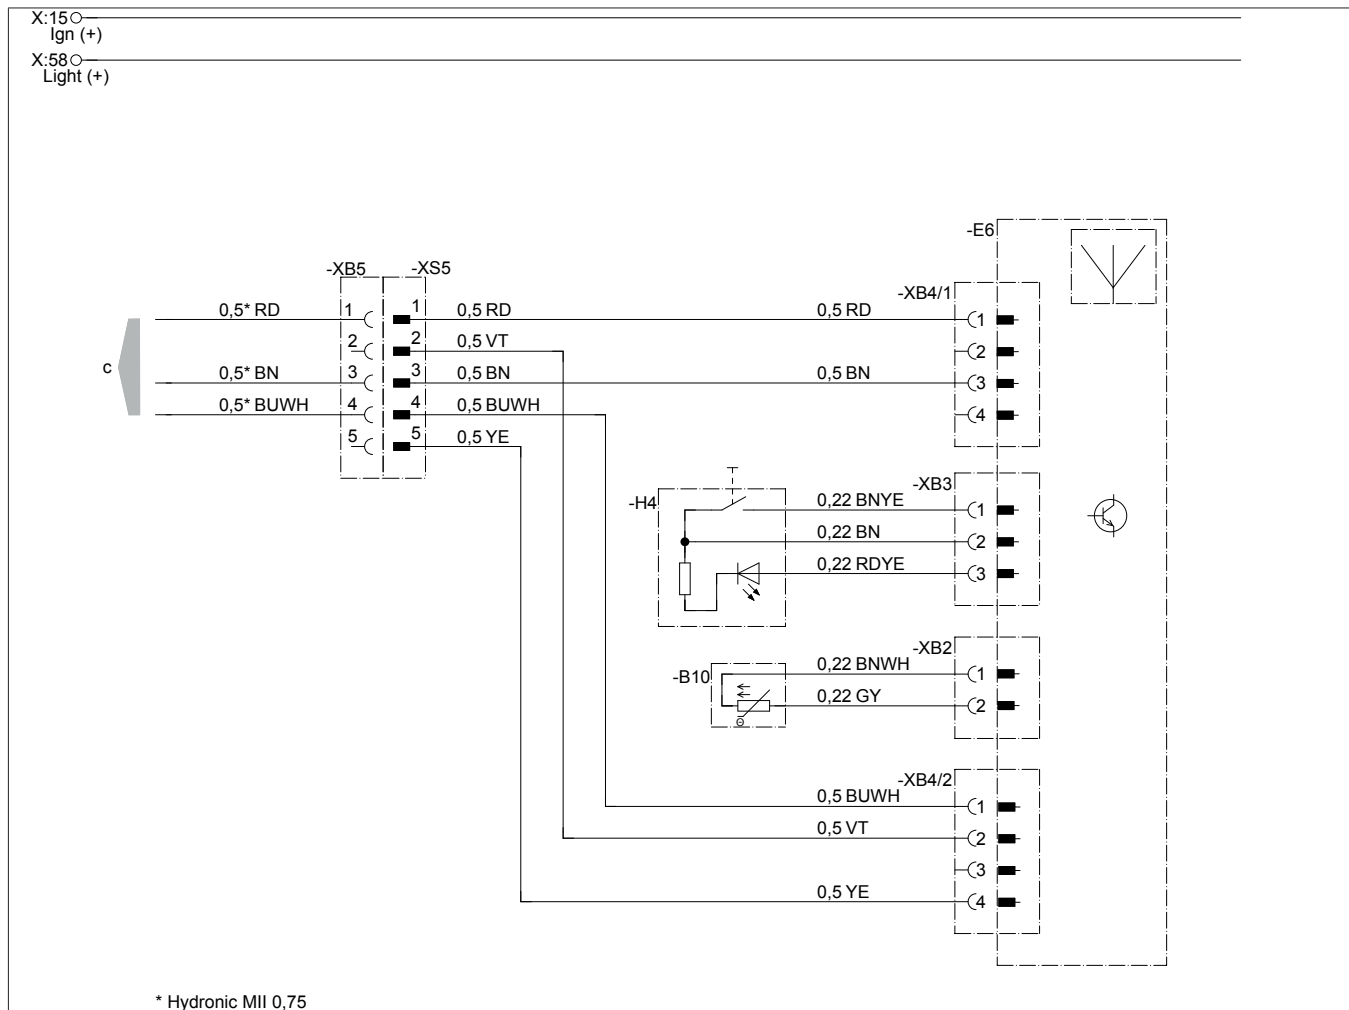 X:15
Ign (+)
X:58
Light (+)
-E6
-XB5 -XS5
-XB4/1
0,5* RD 1 1 0,5 RD 0,5 RD 1
2 2 0,5 VT 2
c
0,5* BN 3 3 0,5 BN 0,5 BN 3
0,5* BUWH 4 4 0,5 BUWH 4
5 5 0,5 YE
-XB3
-H4 0,22 BNYE 1
0,22 BN 2
0,22 RDYE 3
-XB2
-B10 0,22 BNWH 1
0,22 GY 2
Θ
-XB4/2
0,5 BUWH 1
0,5 VT 2
3
0,5 YE 4
* Hydronic MII 0,75